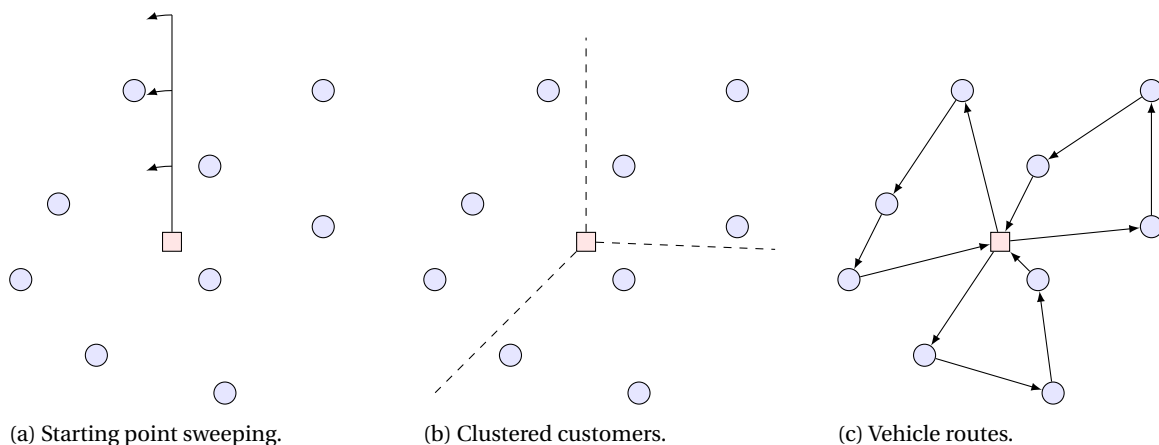 (a) Starting point sweeping.
(b) Clustered customers.
(c) Vehicle routes.